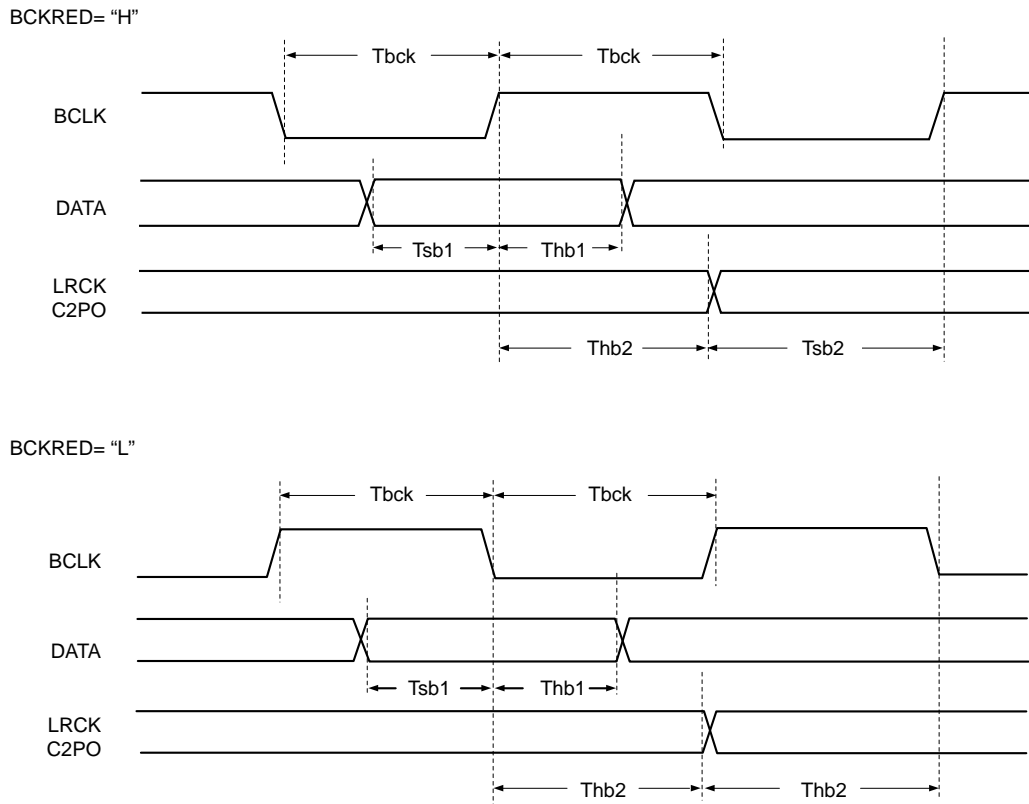 BCKRED= “H”
Tbck Tbck
BCLK
DATA
Tsb1 Thb1
LRCK
C2PO
Thb2 Tsb2
BCKRED= “L”
Tbck Tbck
BCLK
DATA
Tsb1 Thb1
LRCK
C2PO
Thb2 Thb2